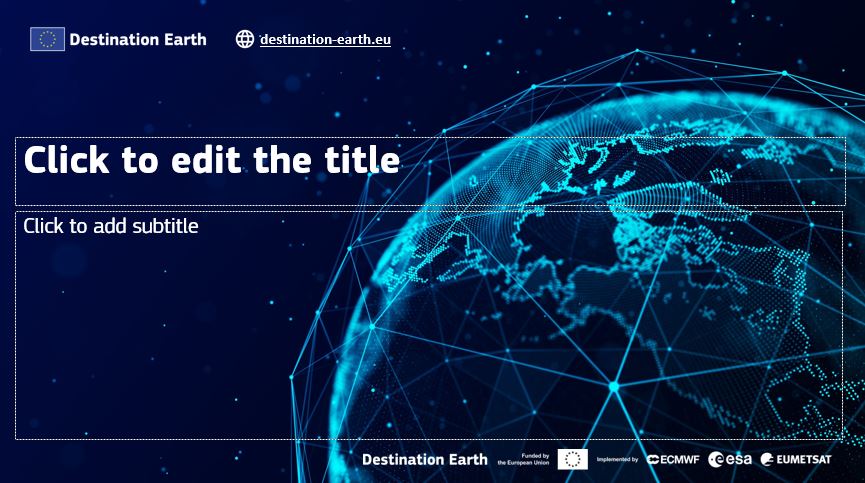 Destination Earth
destination-earth.eu
Click to edit the title
Click to add subtitle
Destination Earth
Funded by
the European Union
Implemented by
ECMWF
esa
EUMETSAT